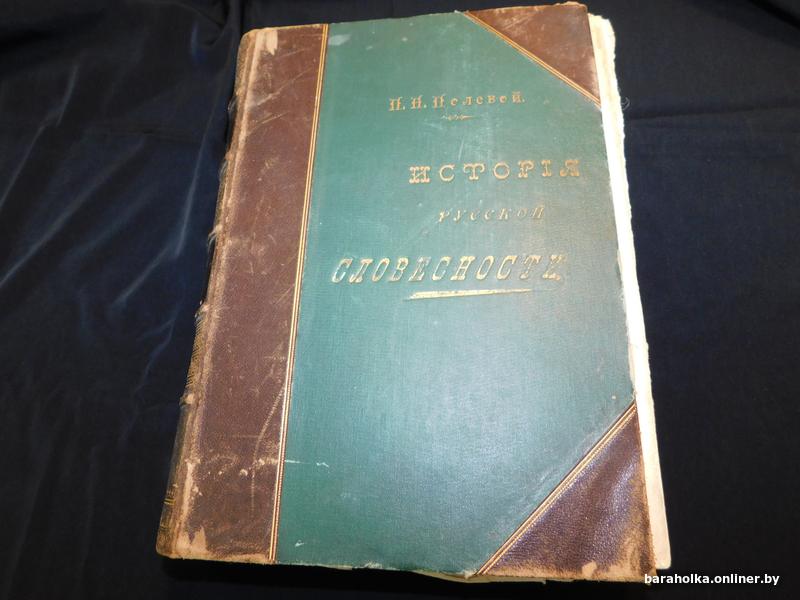 П. Н. Полевой.
ИСТОРІЯ
РУССКОЙ
СЛОВЕСНОСТИ
baraholka.onliner.by